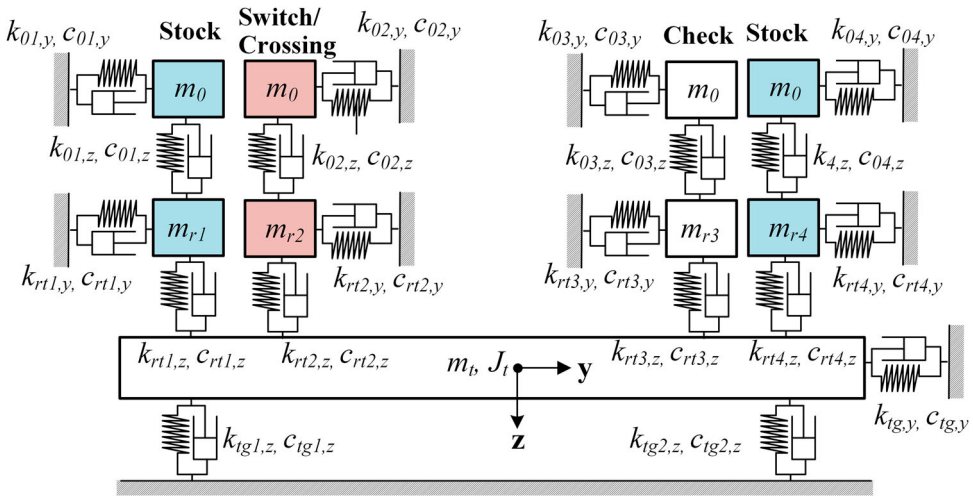 k01,y, c01,y
Stock
Switch/
Crossing
k02,y, c02,y
k03,y, c03,y
Check
Stock
k04,y, c04,y
m0
m0
m0
m0
k01,z, c01,z
k02,z, c02,z
k03,z, c03,z
k4,z, c04,z
mr1
mr2
mr3
mr4
krt1,y, crt1,y
krt2,y, crt2,y
krt3,y, crt3,y
krt4,y, crt4,y
krt1,z, crt1,z
krt2,z, crt2,z
mt, Jt
y
krt3,z, crt3,z
krt4,z, crt4,z
z
ktg,y, ctg,y
ktg1,z, ctg1,z
ktg2,z, ctg2,z